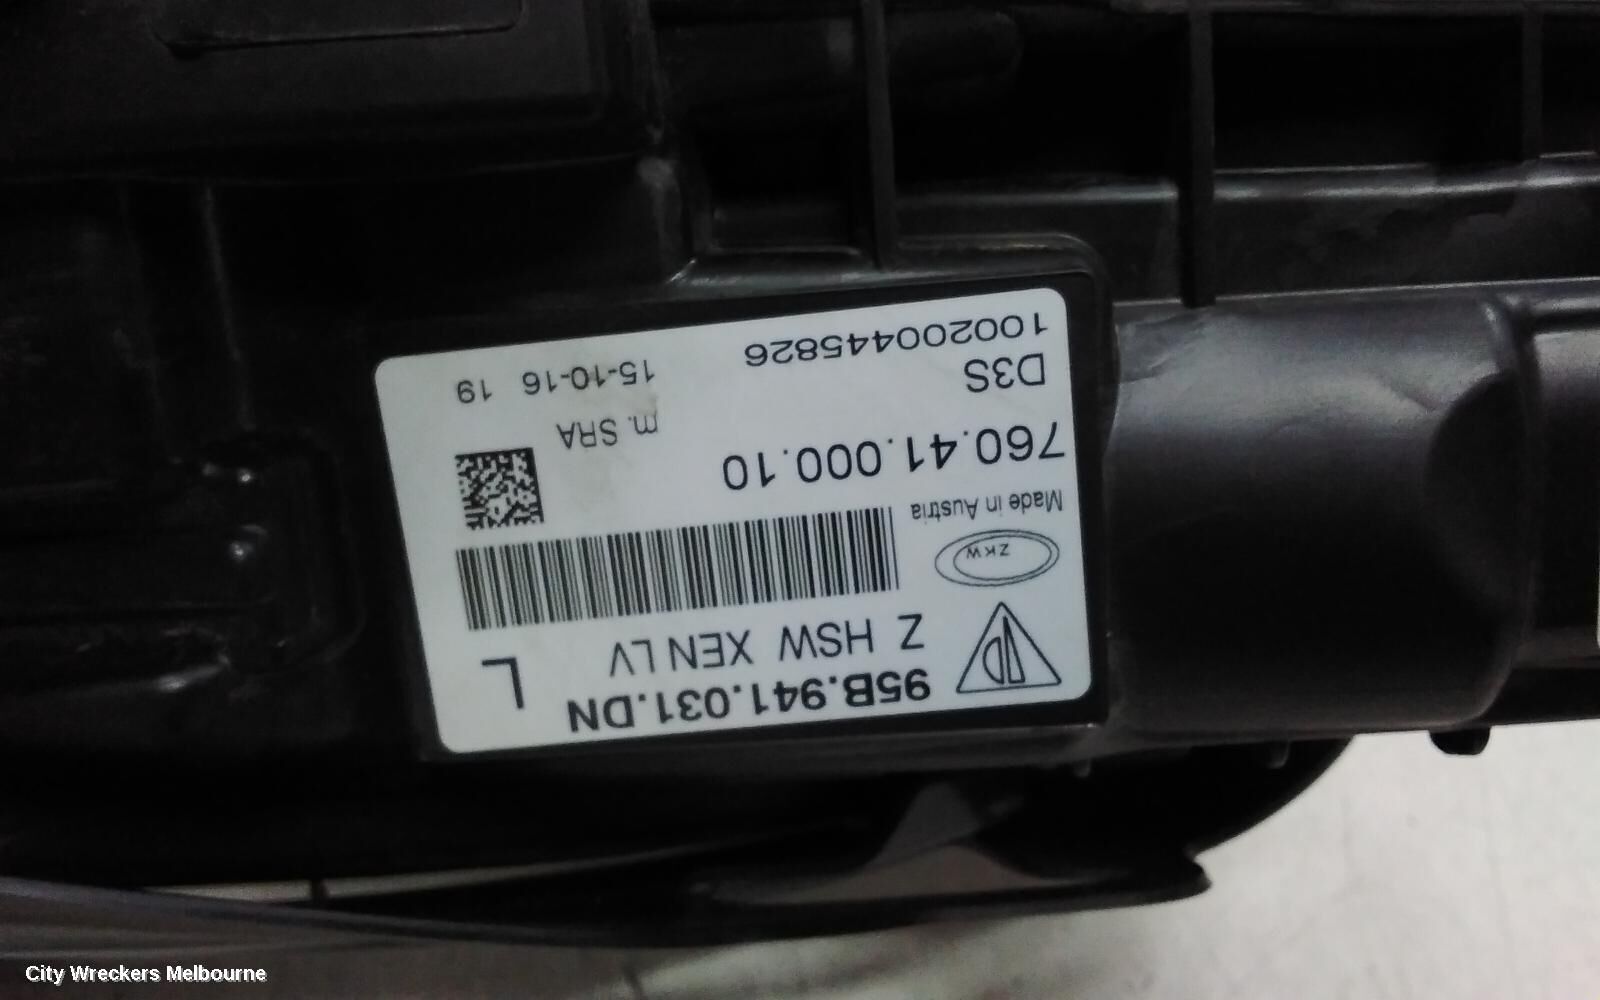 95B.941.031.DN
Z HSW XEN LV
L
ZKW
Made in Austria
760.41.000.10
m. SRA
D3S
15-10-16 19
100200445826
City Wreckers Melbourne